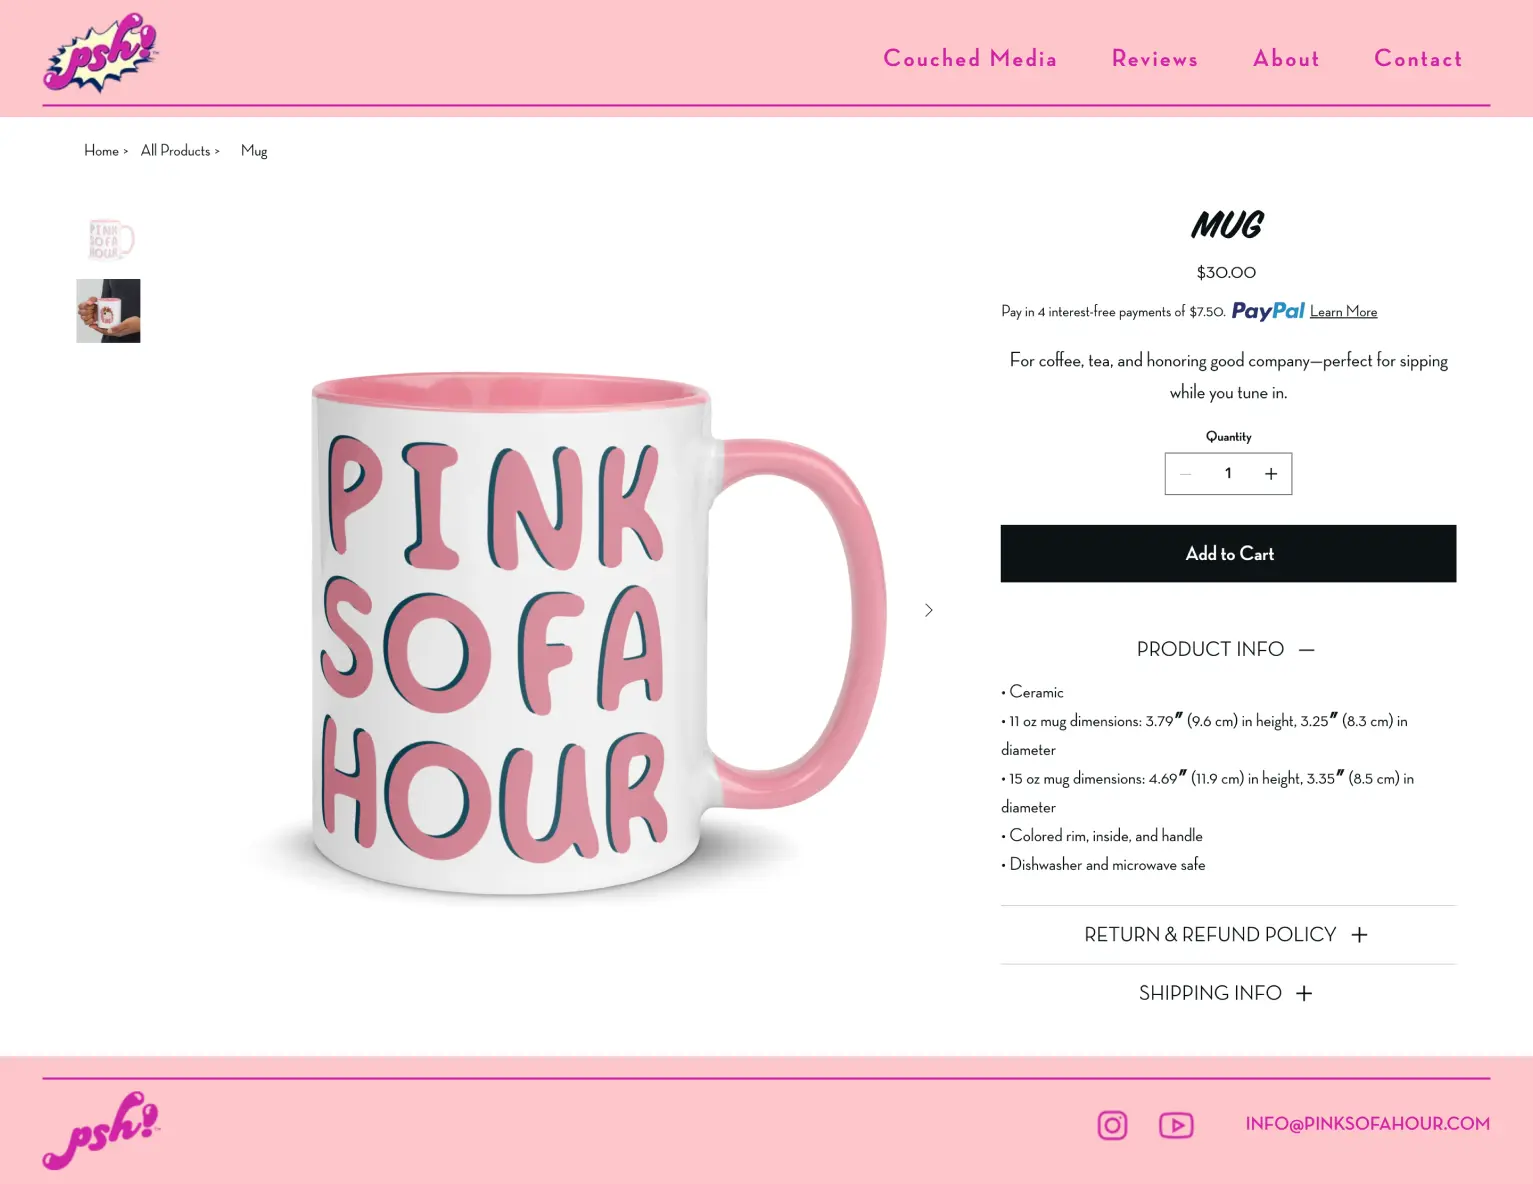 psh!
Couched Media Reviews About Contact
Home > All Products > Mug
PINK
SOFA
HOUR
PINK
SOFA
HOUR
MUG
$30.00
Pay in 4 interest-free payments of $7.50. PayPal Learn More
For coffee, tea, and honoring good company—perfect for sipping
while you tune in.
Quantity
− 1 +
Add to Cart
PRODUCT INFO —
• Ceramic
• 11 oz mug dimensions: 3.79″ (9.6 cm) in height, 3.25″ (8.3 cm) in
diameter
• 15 oz mug dimensions: 4.69″ (11.9 cm) in height, 3.35″ (8.5 cm) in
diameter
• Colored rim, inside, and handle
• Dishwasher and microwave safe
RETURN & REFUND POLICY +
SHIPPING INFO +
psh!
INFO@PINKSOFAHOUR.COM